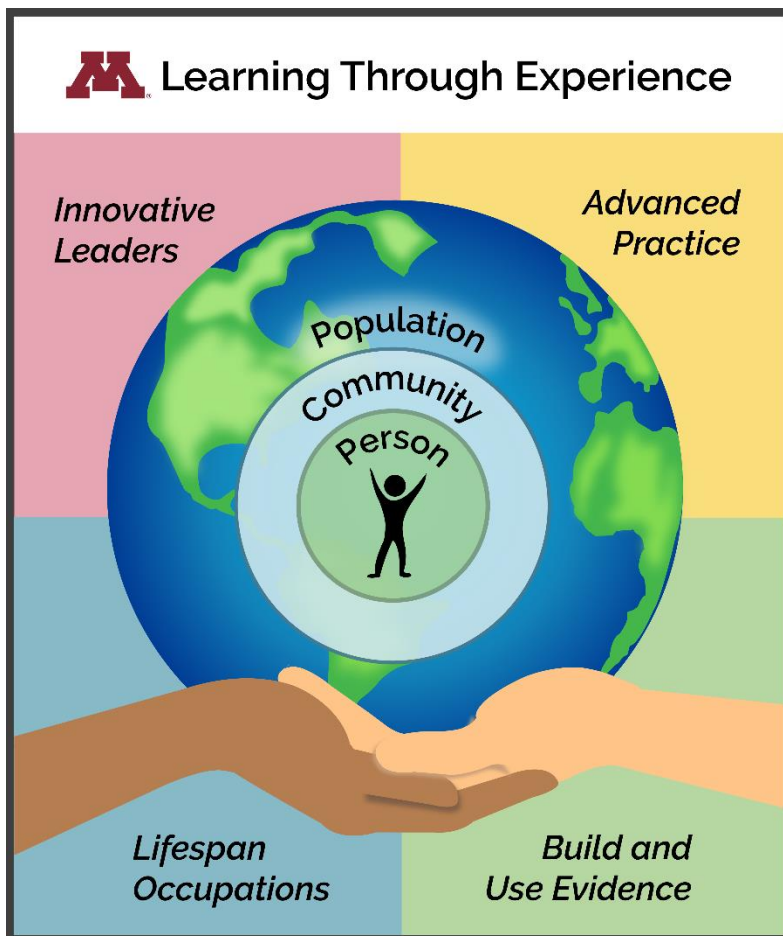 M Learning Through Experience
Innovative
Leaders
Advanced
Practice
Population
Community
Person
Lifespan
Occupations
Build and
Use Evidence